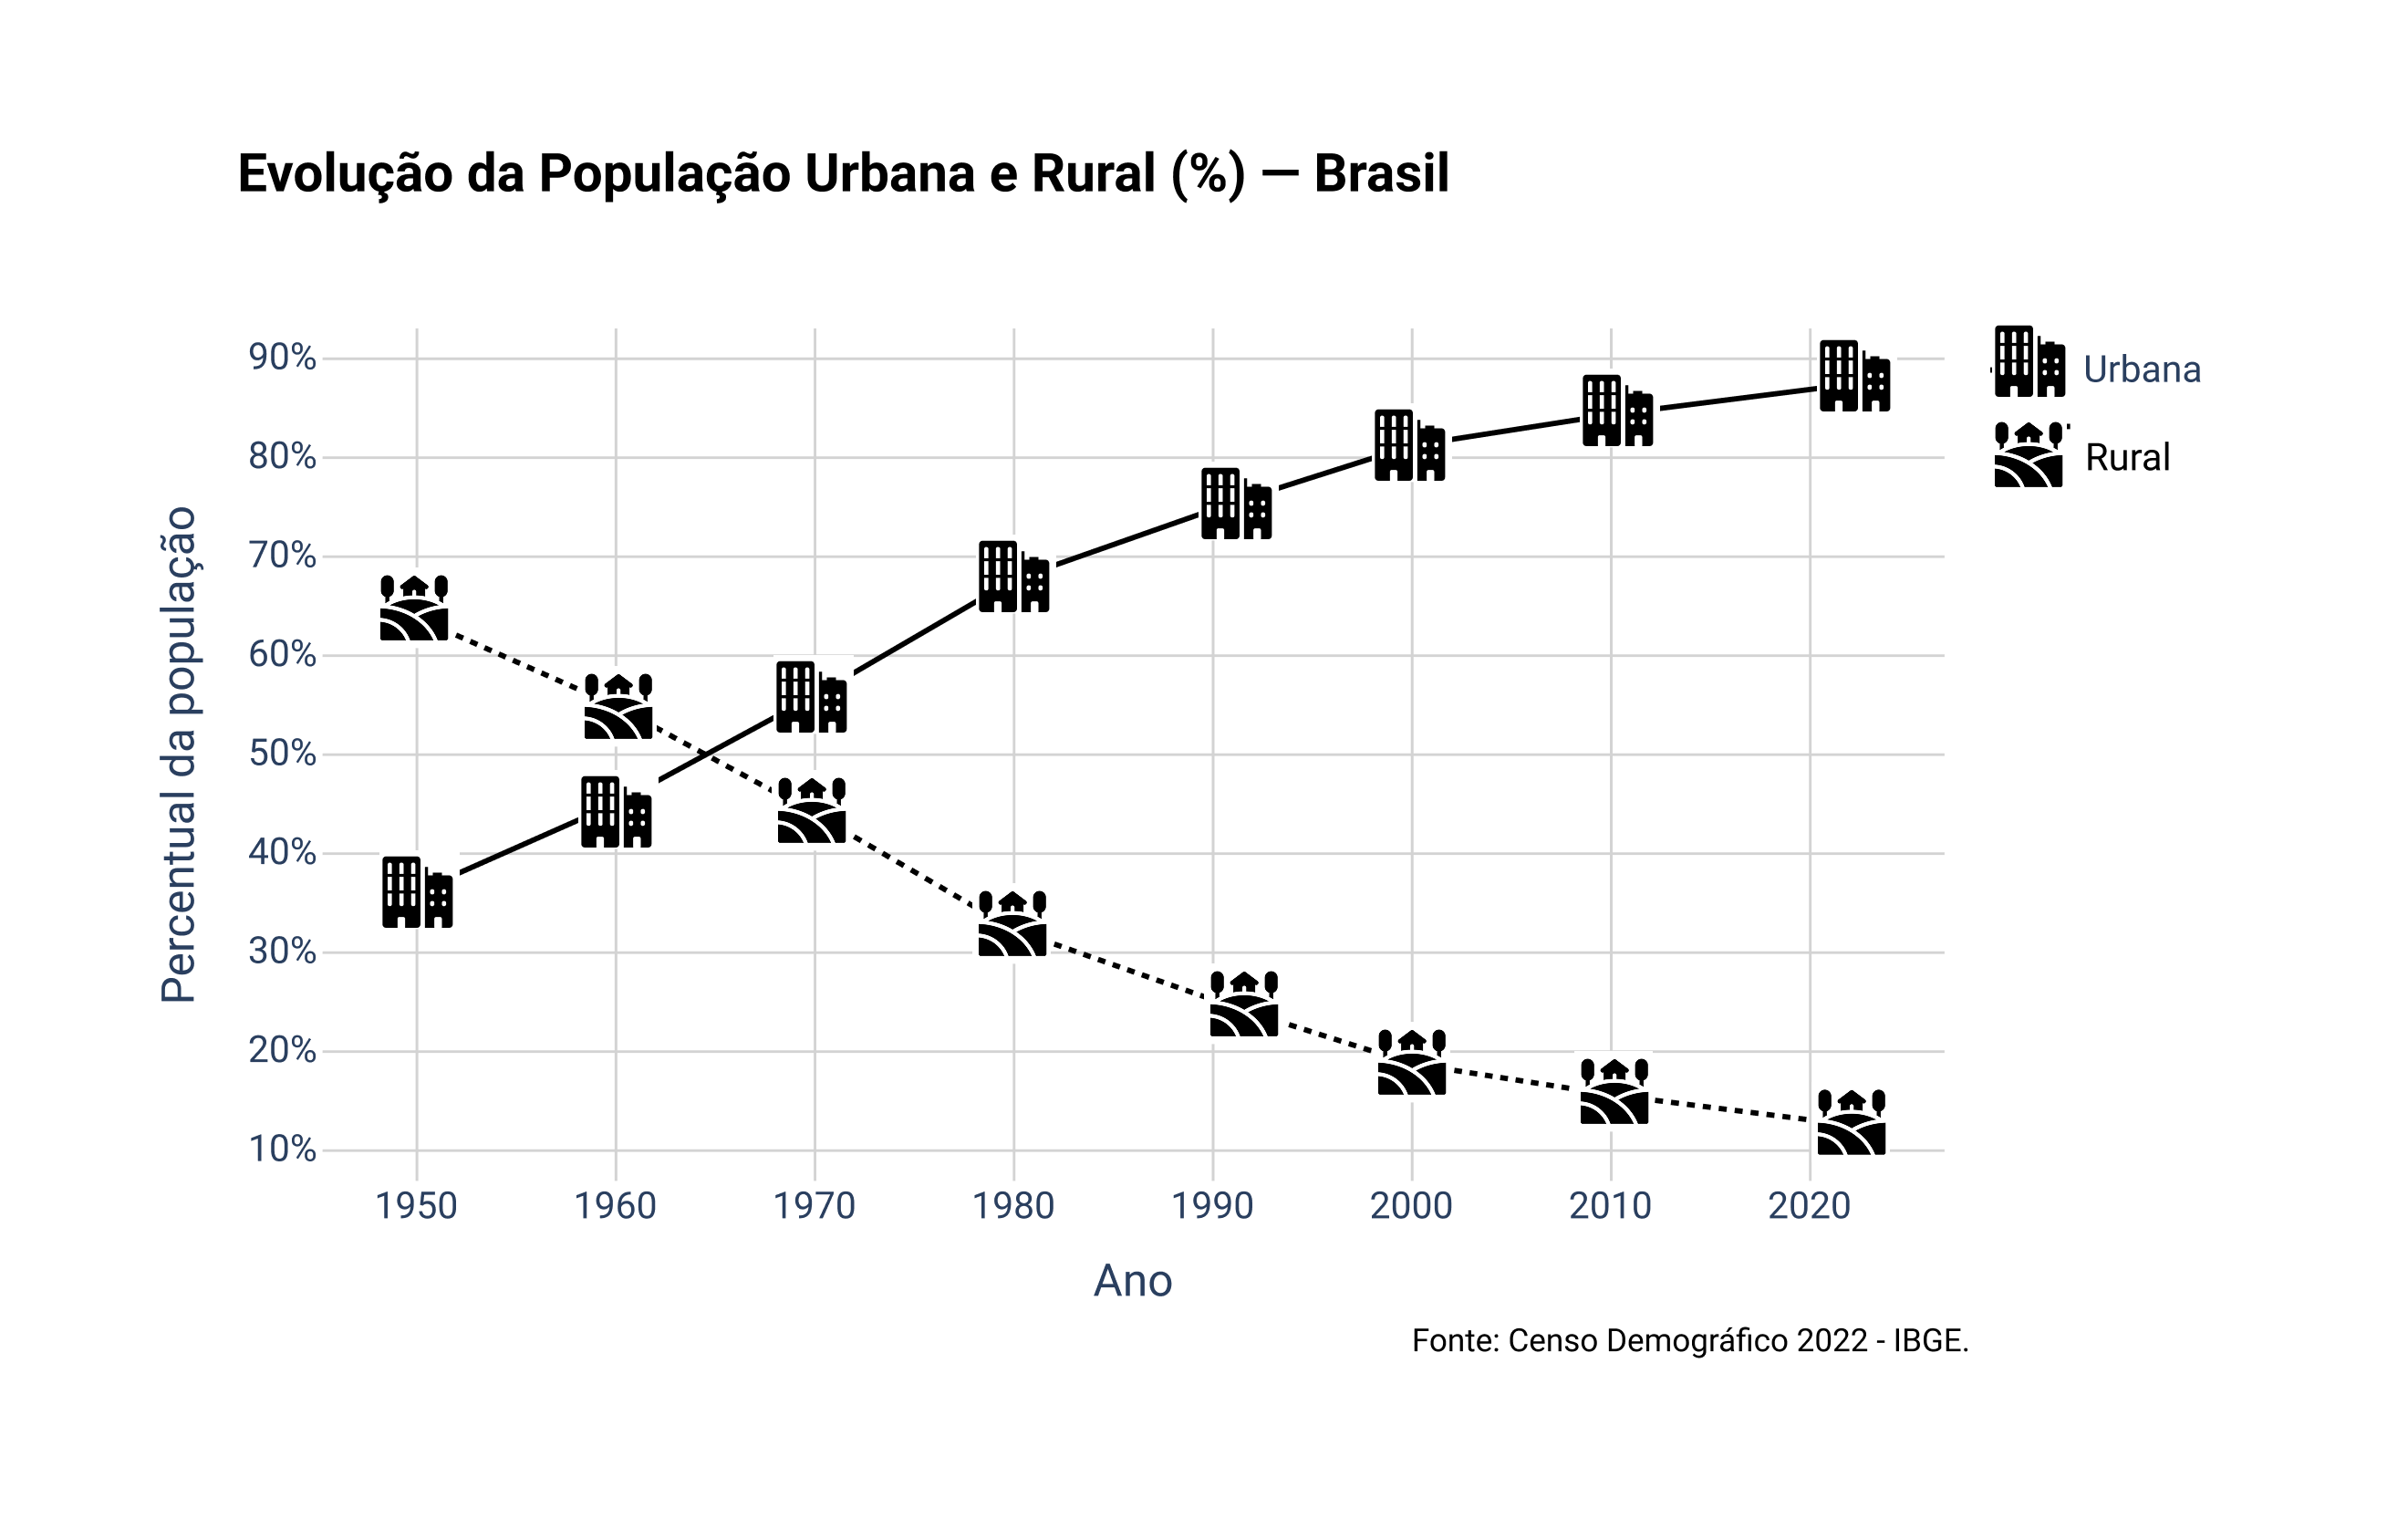 Evolução da População Urbana e Rural (%) — Brasil
Urbana
Rural
Percentual da população
90%
80%
70%
60%
50%
40%
30%
20%
10%
1950 1960 1970 1980 1990 2000 2010 2020
Ano
Fonte: Censo Demográfico 2022 - IBGE.